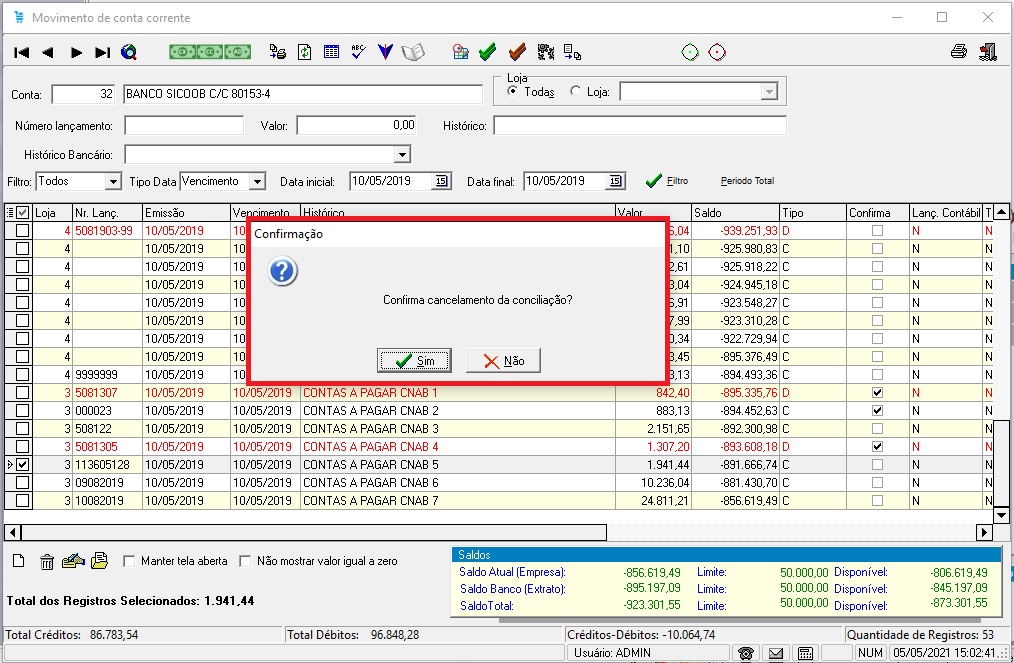 Movimento de conta corrente
Conta: 32 BANCO SICOOB C/C 80153-4
Loja
Todas Loja:
Número lançamento: Valor: 0,00 Histórico:
Histórico Bancário:
Filtro: Todos Tipo Data Vencimento Data inicial: 10/05/2019 15 Data final: 10/05/2019 15 Filtro Periodo Total
Loja Nr. Lanç. Emissão Vencimento Histórico Valor Saldo Tipo Confirma Lanç. Contábil T
4 5081903-99 10/05/2019 10 6,04 -939.251,93 D N N
4 10/05/2019 10 1,10 -925.980,83 C N N
4 10/05/2019 10 2,61 -925.918,22 C N N
4 10/05/2019 10 3,04 -924.945,18 C N N
4 10/05/2019 10 6,91 -923.548,27 C N N
4 10/05/2019 10 7,99 -923.310,28 C N N
4 10/05/2019 10 0,34 -922.729,94 C N N
4 10/05/2019 10 3,45 -895.376,49 C N N
4 9999999 10/05/2019 10 3,13 -894.493,36 C N N
Confirmação
Confirma cancelamento da conciliação?
Sim Não
3 5081307 10/05/2019 10/05/2019 CONTAS A PAGAR CNAB 1 842,40 -895.335,76 D N N
3 000023 10/05/2019 10/05/2019 CONTAS A PAGAR CNAB 2 883,13 -894.452,63 C N N
3 508122 10/05/2019 10/05/2019 CONTAS A PAGAR CNAB 3 2.151,65 -892.300,98 C N N
3 5081305 10/05/2019 10/05/2019 CONTAS A PAGAR CNAB 4 1.307,20 -893.608,18 D N N
3 113605128 10/05/2019 10/05/2019 CONTAS A PAGAR CNAB 5 1.941,44 -891.666,74 C N N
3 09082019 10/05/2019 10/05/2019 CONTAS A PAGAR CNAB 6 10.236,04 -881.430,70 C N N
3 10082019 10/05/2019 10/05/2019 CONTAS A PAGAR CNAB 7 24.811,21 -856.619,49 C N N
Manter tela aberta Não mostrar valor igual a zero
Total dos Registros Selecionados: 1.941,44
Saldos
Saldo Atual (Empresa): -856.619,49 Limite: 50.000,00 Disponível: -806.619,49
Saldo Banco (Extrato): -895.197,09 Limite: 50.000,00 Disponível: -845.197,09
SaldoTotal: -923.301,55 Limite: 50.000,00 Disponível: -873.301,55
Total Créditos: 86.783,54 Total Débitos: 96.848,28 Créditos-Débitos: -10.064,74 Quantidade de Registros: 53
Usuário: ADMIN NUM 05/05/2021 15:02:41